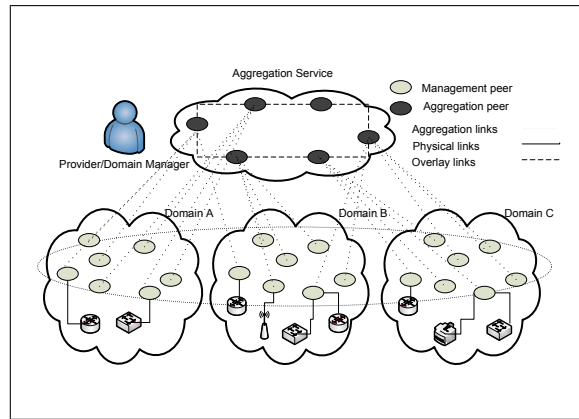 Aggregation Service
Management peer
Aggregation peer
Aggregation links
Physical links
Overlay links
Provider/Domain Manager
Domain A
Domain B
Domain C